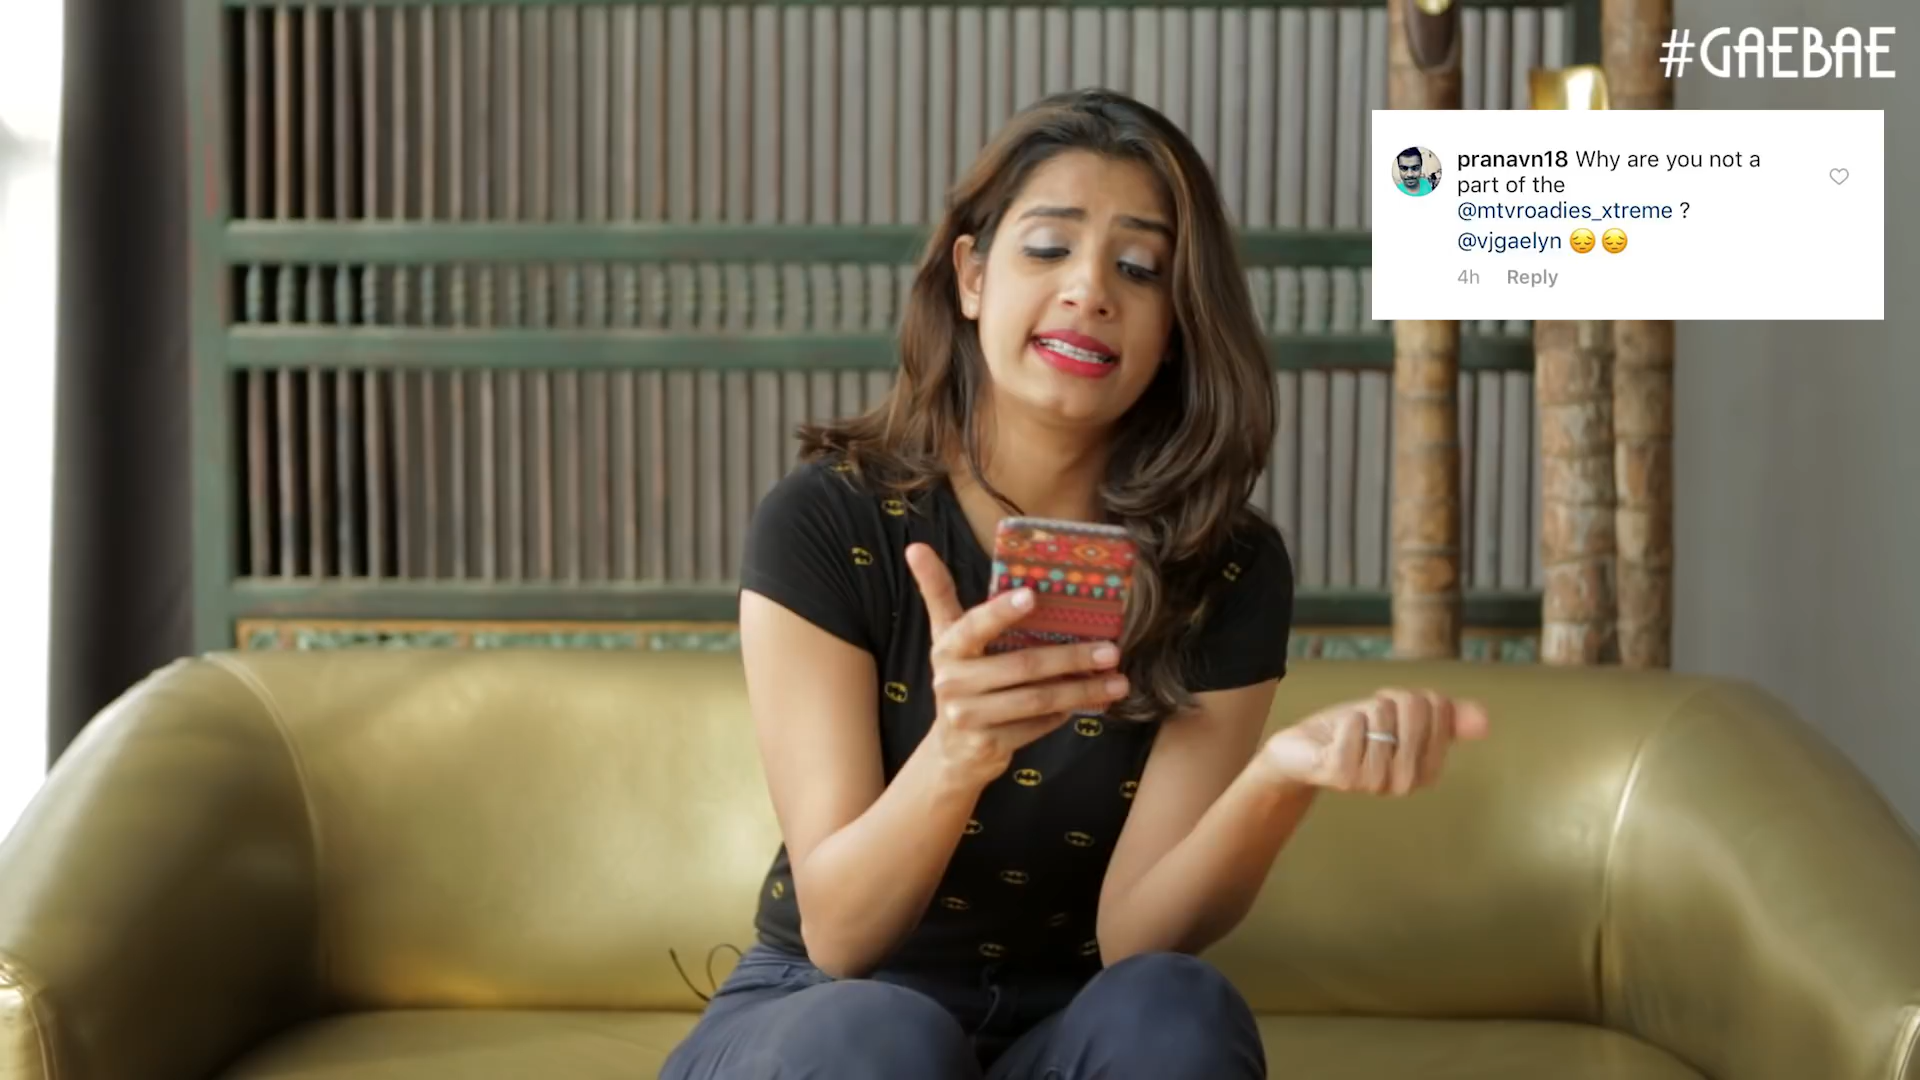 #GAEBAE
pranavn18 Why are you not a
part of the
@mtvroadies_xtreme ?
@vjgaelyn 😔😔
4h Reply